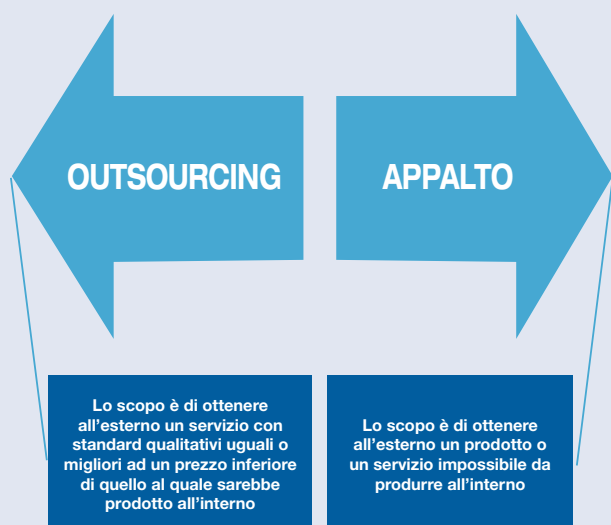 OUTSOURCING
APPALTO
Lo scopo è di ottenere
all'esterno un servizio con
standard qualitativi uguali o
migliori ad un prezzo inferiore
di quello al quale sarebbe
prodotto all'interno
Lo scopo è di ottenere
all'esterno un prodotto o
un servizio impossibile da
produrre all'interno